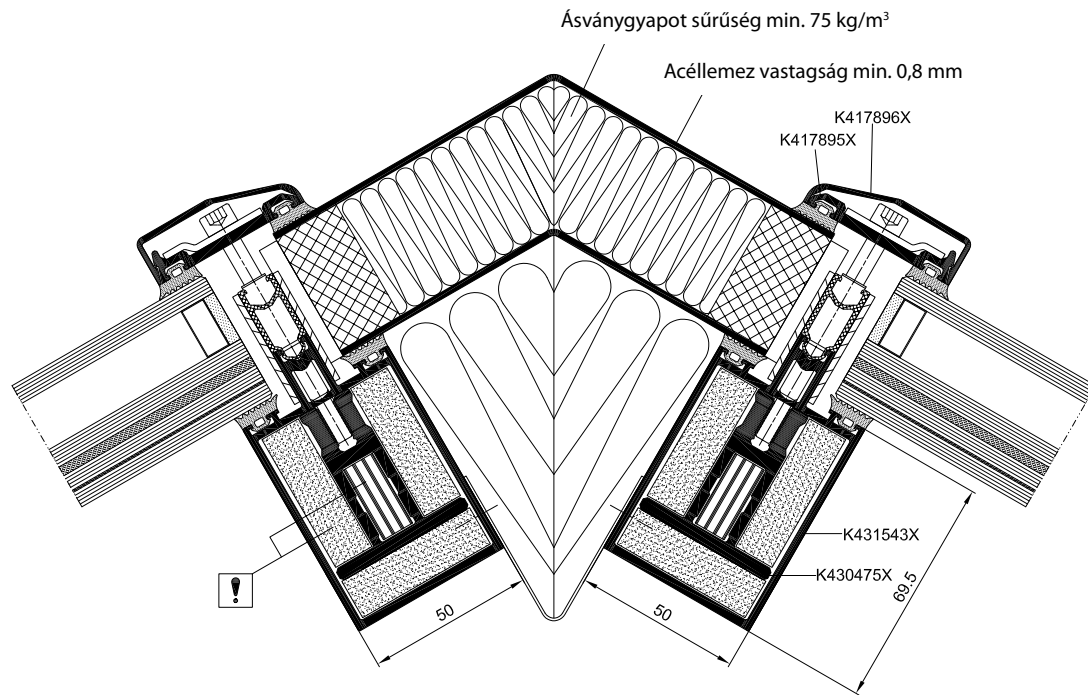 Ásványgyapot sűrűség min. 75 kg/m³
Acéllemez vastagság min. 0,8 mm
K417896X
K417895X
K431543X
K430475X
!
50
50
69.5